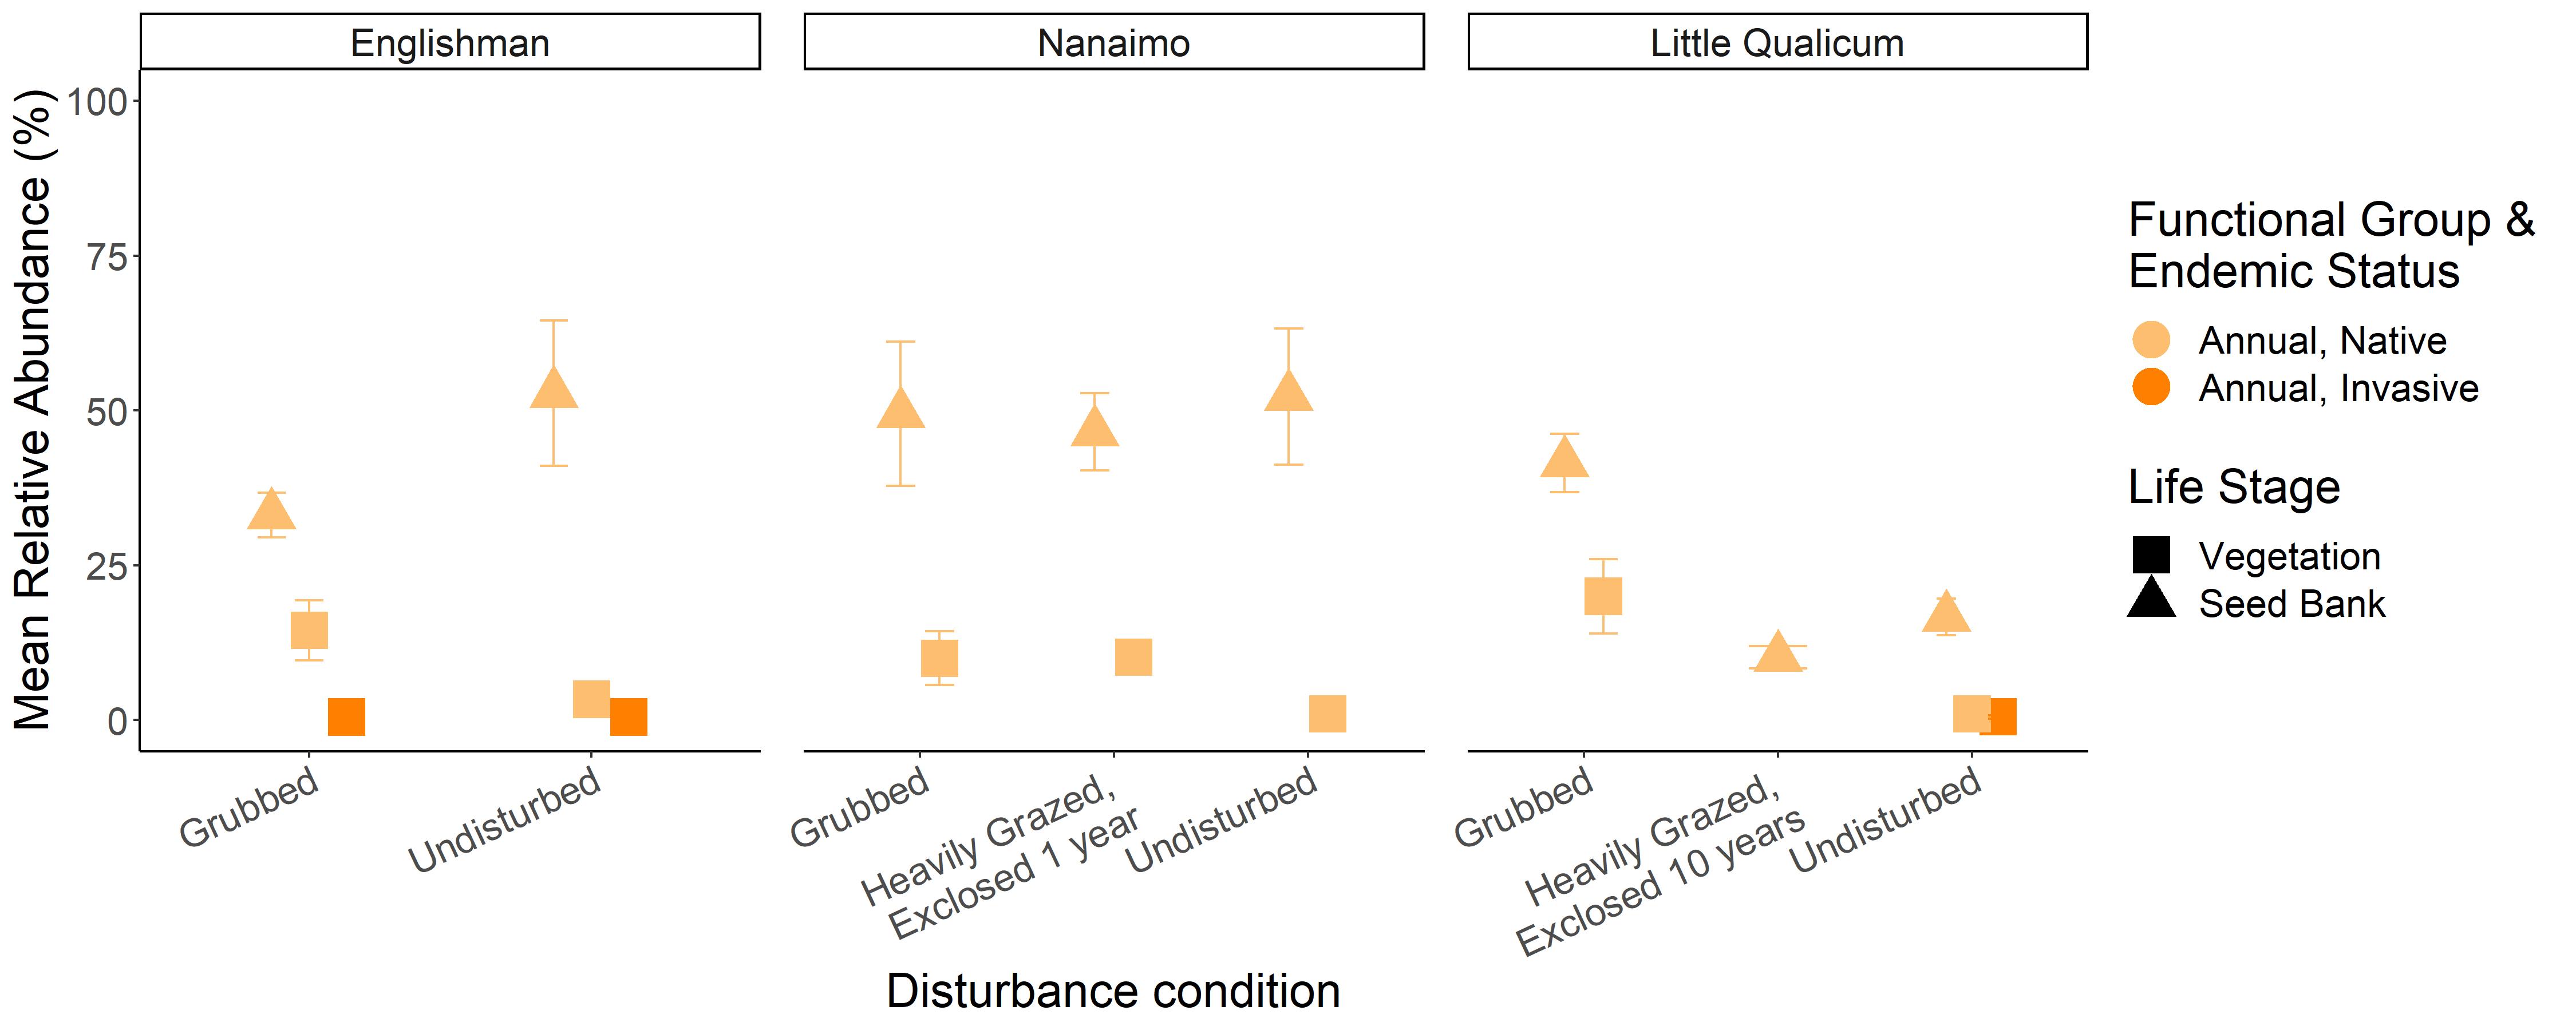 Englishman
Nanaimo
Little Qualicum
Mean Relative Abundance (%)
100
75
50
25
0
Grubbed
Undisturbed
Grubbed
Heavily Grazed,
Exclosed 1 year
Undisturbed
Grubbed
Heavily Grazed,
Exclosed 10 years
Undisturbed
Disturbance condition
Functional Group &
Endemic Status
Annual, Native
Annual, Invasive
Life Stage
Vegetation
Seed Bank